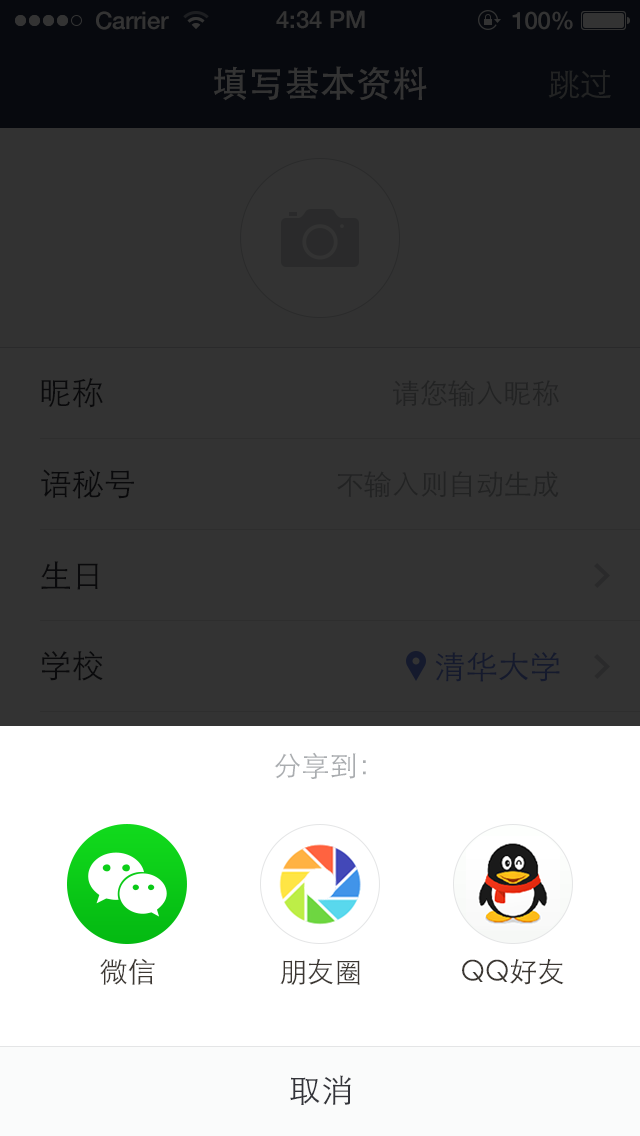 Carrier 4:34 PM 100%
填写基本资料 跳过
昵称 请您输入昵称
语秘号 不输入则自动生成
生日
学校 清华大学
分享到:
微信 朋友圈 QQ好友
取消